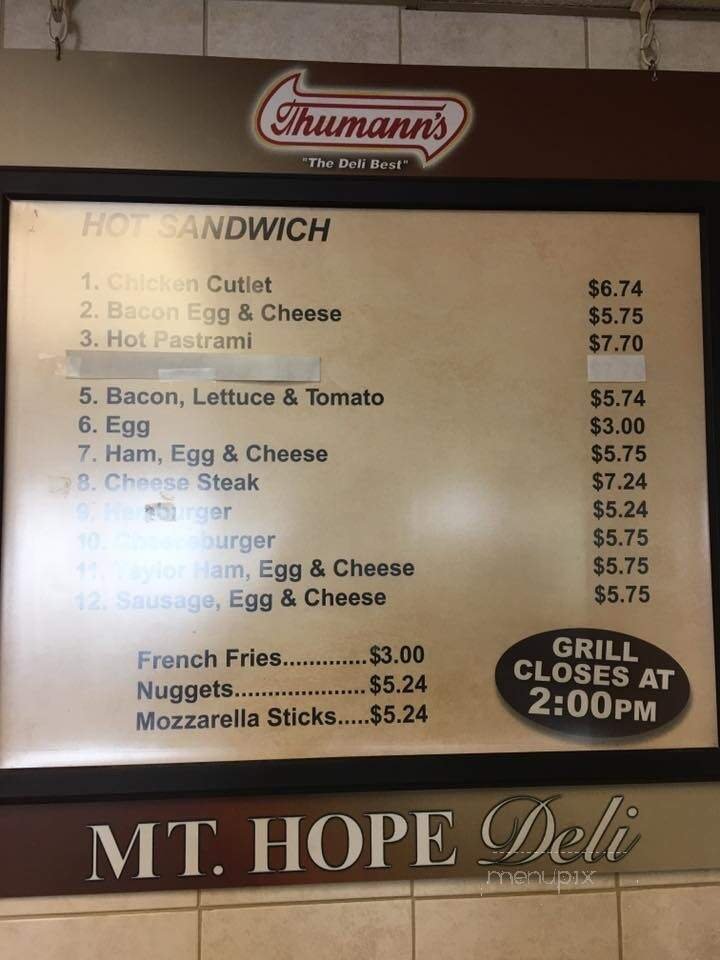 Thumann's
"The Deli Best"
HOT SANDWICH
1. Chicken Cutlet $6.74
2. Bacon Egg & Cheese $5.75
3. Hot Pastrami $7.70
5. Bacon, Lettuce & Tomato $5.74
6. Egg $3.00
7. Ham, Egg & Cheese $5.75
8. Cheese Steak $7.24
9. $5.24
10. $5.75
11. Ham, Egg & Cheese $5.75
12. Sausage, Egg & Cheese $5.75
French Fries.............$3.00
Nuggets....................$5.24
Mozzarella Sticks.....$5.24
GRILL
CLOSES AT
2:00PM
MT. HOPE Deli
menupix